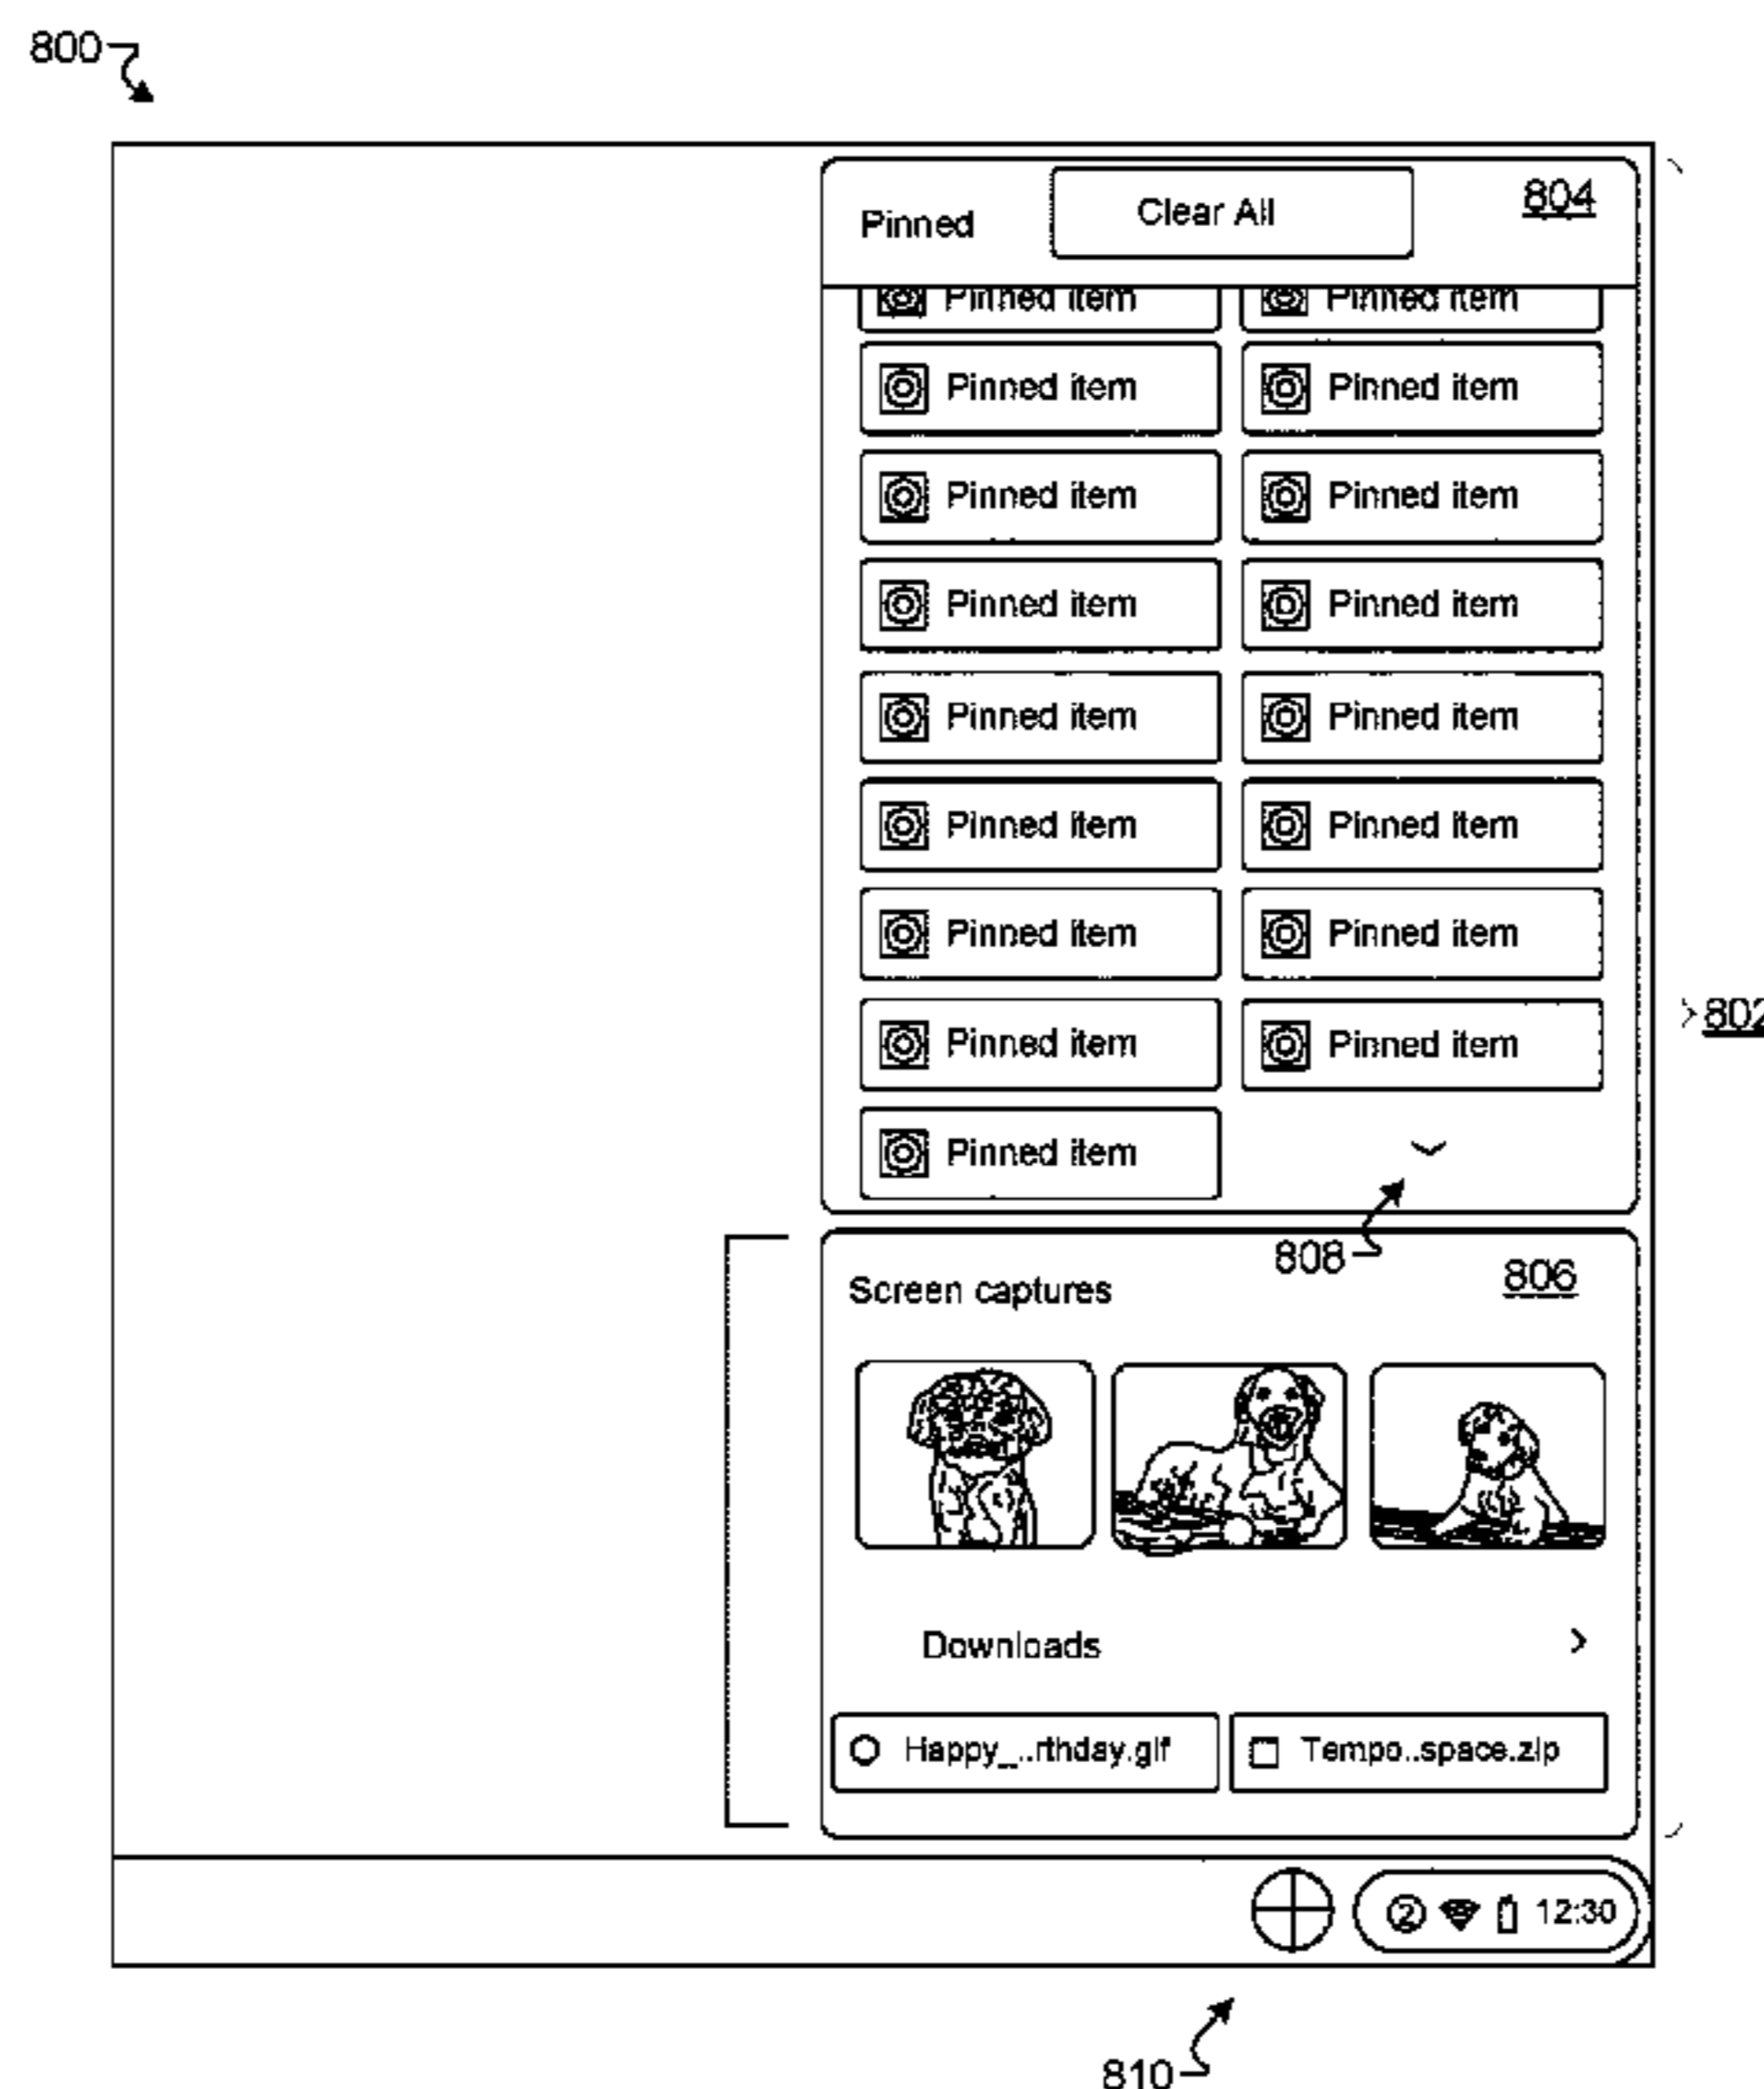 800
Pinned Clear All 804
Pinned item Pinned item
Pinned item Pinned item
Pinned item Pinned item
Pinned item Pinned item
Pinned item Pinned item
Pinned item Pinned item
Pinned item Pinned item
802
Pinned item Pinned item
Pinned item
808
Screen captures 806
Downloads >
Happy_..rthday.gif Tempo..space.zip
2 12:30
810